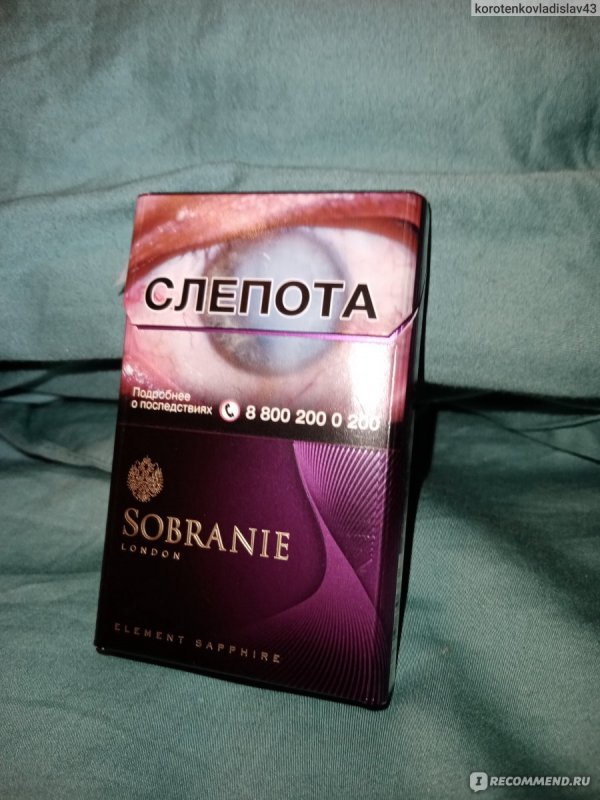 korotenkovladislav43
СЛЕПОТА
Подробнее
о последствиях 8 800 200 0 200
SOBRANIE
LONDON
ELEMENT SAPPHIRE
I RECOMMEND.RU